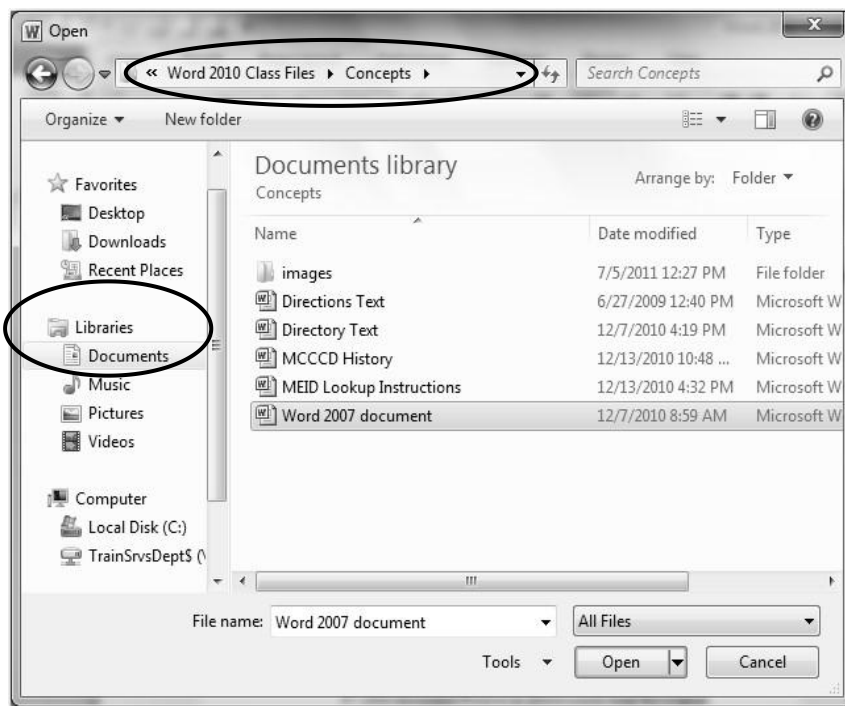 Open
« Word 2010 Class Files ▸ Concepts ▸ Search Concepts
Organize New folder
Favorites
Desktop
Downloads
Recent Places
Libraries
Documents
Music
Pictures
Videos
Computer
Local Disk (C:)
TrainSrvsDept$ (\
Documents library
Concepts
Arrange by: Folder
Name Date modified Type
images 7/5/2011 12:27 PM File folder
Directions Text 6/27/2009 12:40 PM Microsoft W
Directory Text 12/7/2010 4:19 PM Microsoft W
MCCCD History 12/13/2010 10:48 ... Microsoft W
MEID Lookup Instructions 12/13/2010 4:32 PM Microsoft W
Word 2007 document 12/7/2010 8:59 AM Microsoft W
File name: Word 2007 document All Files
Tools Open Cancel